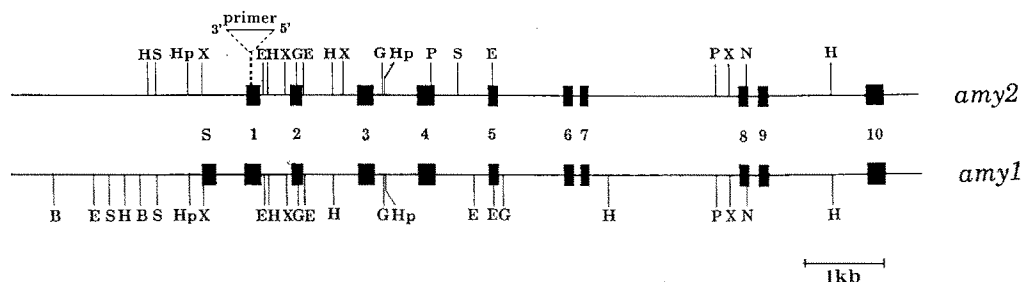 primer
3' 5'
H S Hp X E H X G E H X G Hp P S E P X N H
amy2
S 1 2 3 4 5 6 7 8 9 10
amy1
B E S H B S Hp X E H X G E H G Hp E E G H P X N H
1kb